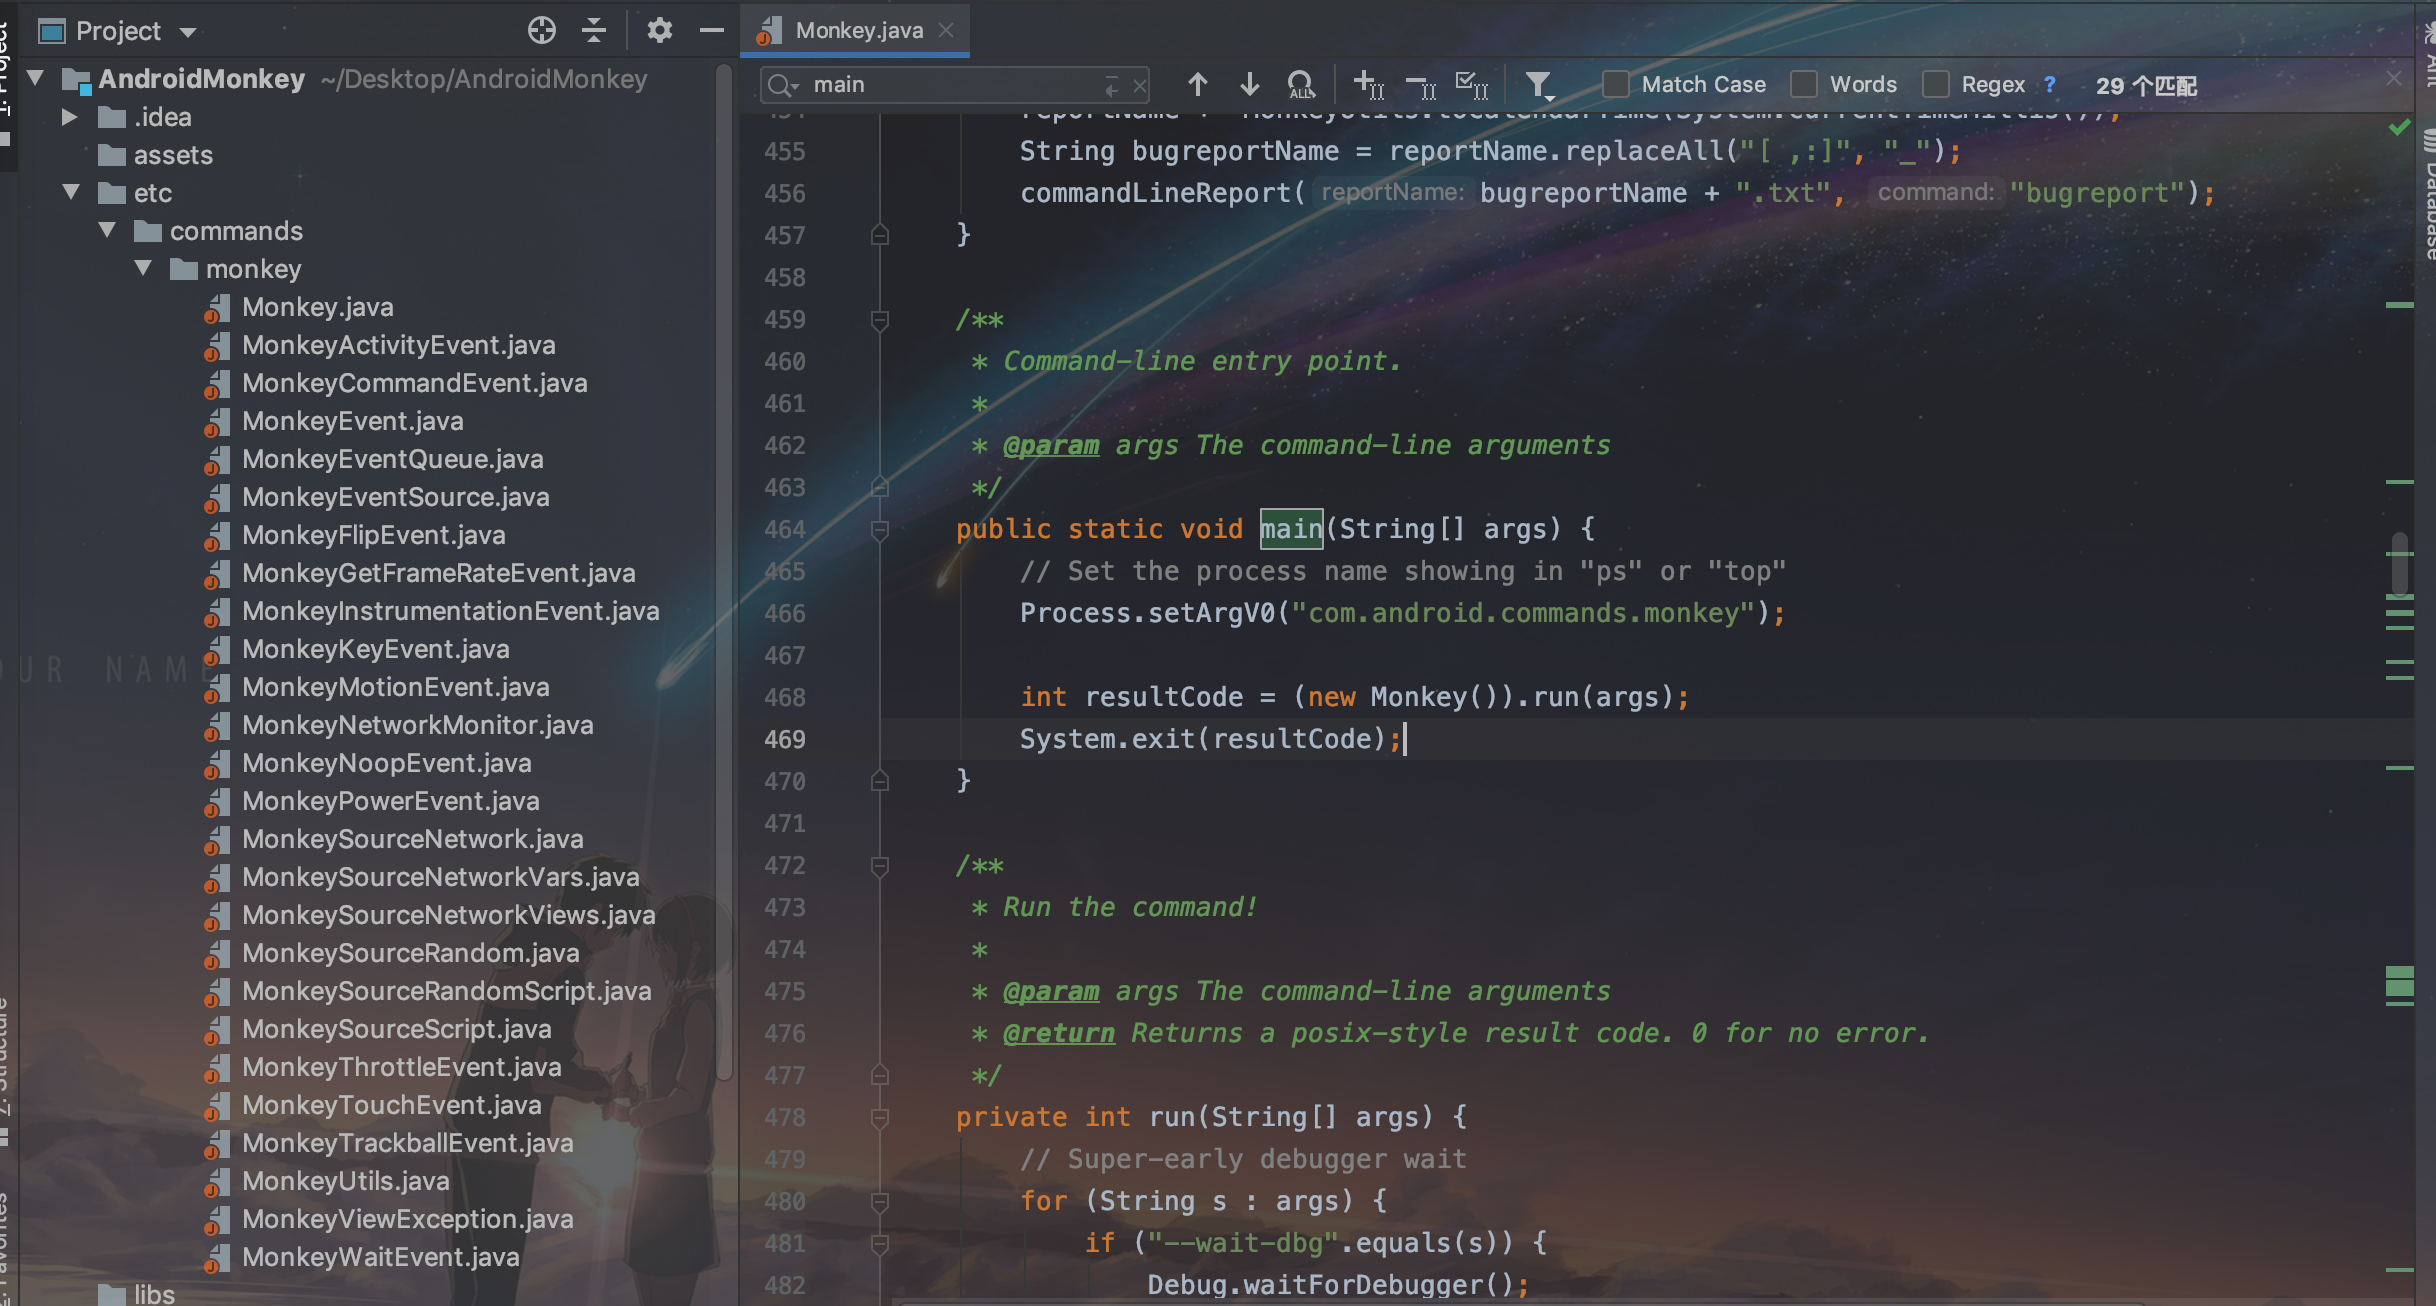 Project
AndroidMonkey ~/Desktop/AndroidMonkey
.idea
assets
etc
commands
monkey
Monkey.java
MonkeyActivityEvent.java
MonkeyCommandEvent.java
MonkeyEvent.java
MonkeyEventQueue.java
MonkeyEventSource.java
MonkeyFlipEvent.java
MonkeyGetFrameRateEvent.java
MonkeyInstrumentationEvent.java
MonkeyKeyEvent.java
MonkeyMotionEvent.java
MonkeyNetworkMonitor.java
MonkeyNoopEvent.java
MonkeyPowerEvent.java
MonkeySourceNetwork.java
MonkeySourceNetworkVars.java
MonkeySourceNetworkViews.java
MonkeySourceRandom.java
MonkeySourceRandomScript.java
MonkeySourceScript.java
MonkeyThrottleEvent.java
MonkeyTouchEvent.java
MonkeyTrackballEvent.java
MonkeyUtils.java
MonkeyViewException.java
MonkeyWaitEvent.java
libs
OUR NAME
Monkey.java
main
Match Case Words Regex ? 29 个匹配
455 String bugreportName = reportName.replaceAll("[ ,:]", "_");
456 commandLineReport( reportName: bugreportName + ".txt", command: "bugreport");
457 }
458
459 /**
460 * Command-line entry point.
461 *
462 * @param args The command-line arguments
463 */
464 public static void main(String[] args) {
465 // Set the process name showing in "ps" or "top"
466 Process.setArgV0("com.android.commands.monkey");
467
468 int resultCode = (new Monkey()).run(args);
469 System.exit(resultCode);
470 }
471
472 /**
473 * Run the command!
474 *
475 * @param args The command-line arguments
476 * @return Returns a posix-style result code. 0 for no error.
477 */
478 private int run(String[] args) {
479 // Super-early debugger wait
480 for (String s : args) {
481 if ("--wait-dbg".equals(s)) {
482 Debug.waitForDebugger();
Database